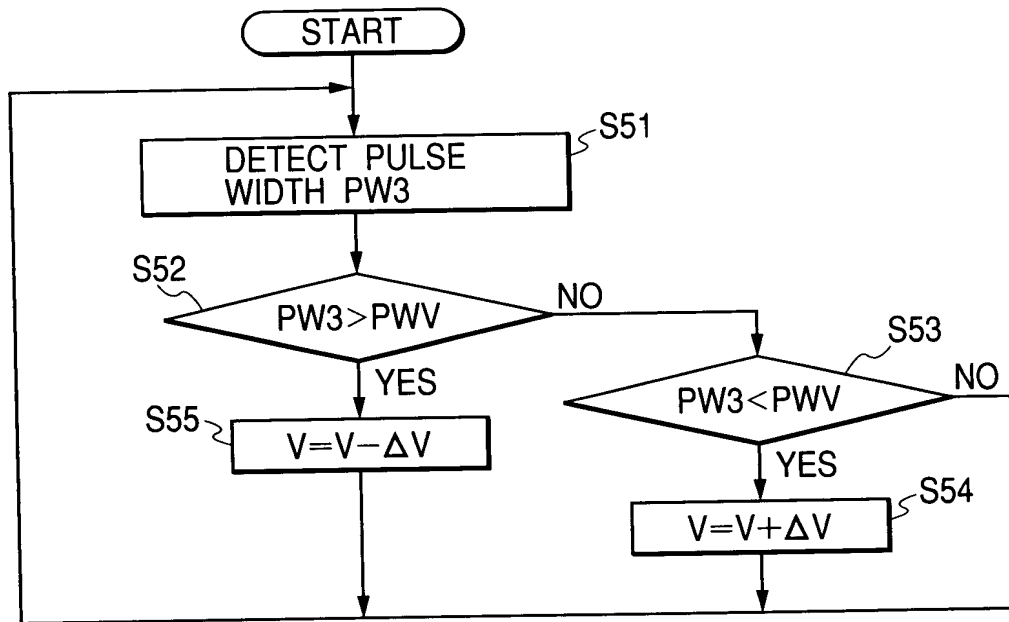 START
S51
DETECT PULSE
WIDTH PW3
S52
PW3>PWV
NO
S53
YES
PW3<PWV
NO
S55
V=V-ΔV
YES
S54
V=V+ΔV